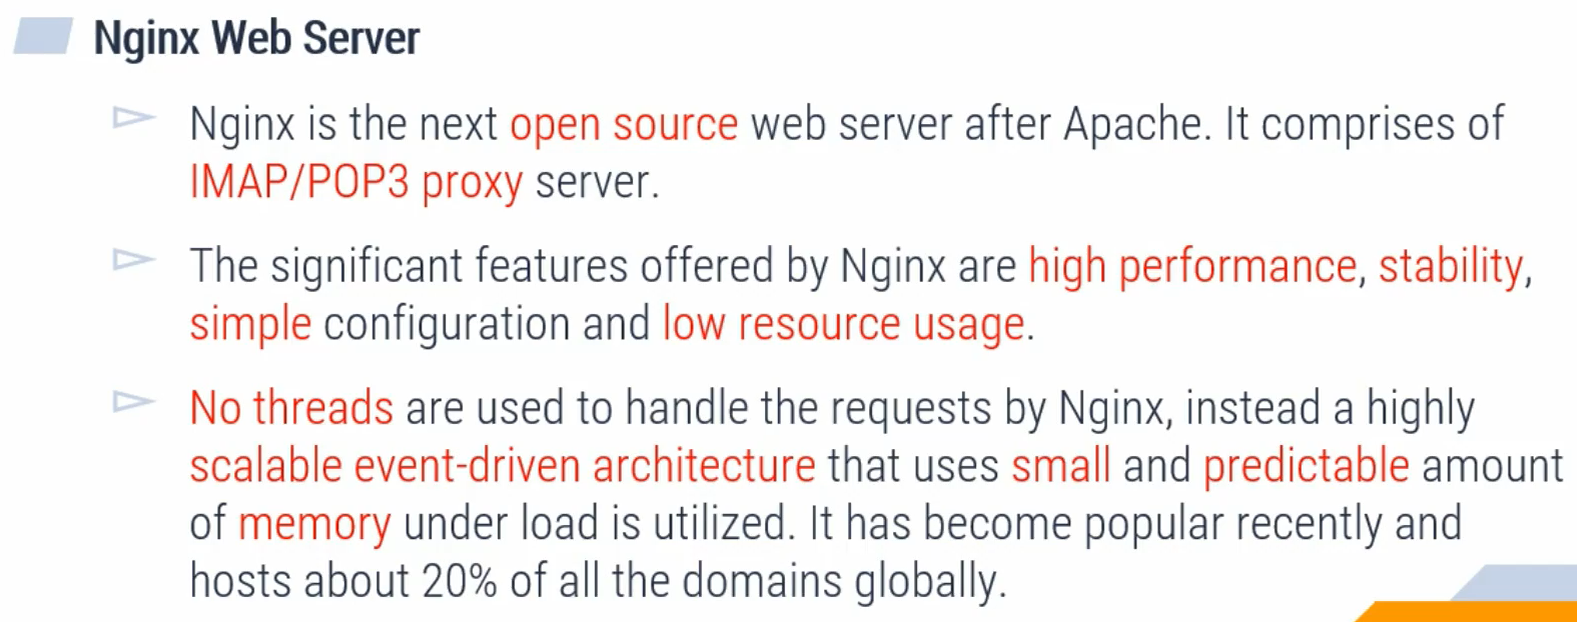 Nginx Web Server
Nginx is the next open source web server after Apache. It comprises of
IMAP/POP3 proxy server.
The significant features offered by Nginx are high performance, stability,
simple configuration and low resource usage.
No threads are used to handle the requests by Nginx, instead a highly
scalable event-driven architecture that uses small and predictable amount
of memory under load is utilized. It has become popular recently and
hosts about 20% of all the domains globally.